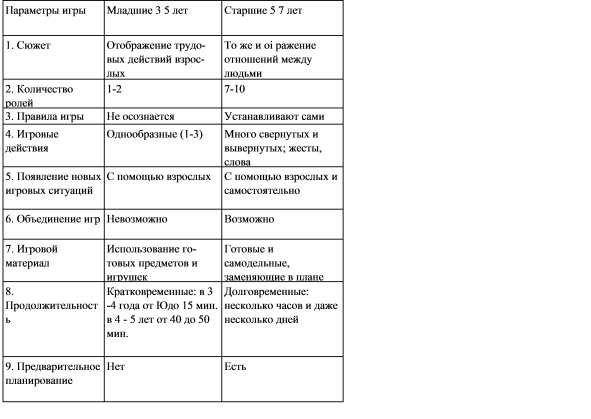 Параметры игры
Младшие 3 5 лет
Старшие 5 7 лет
1. Сюжет
Отображение трудо-
вых действий взрос-
лых
То же и oi ражение
отношений между
людьми
2. Количество
ролей
1-2
7-10
3. Правила игры
Не осознается
Устанавливают сами
4. Игровые
действия
Однообразные (1-3)
Много свернутых и
вывернутых; жесты,
слова
5. Появление новых
игровых ситуаций
С помощью взрослых
С помощью взрослых и
самостоятельно
6. Объединение игр
Невозможно
Возможно
7. Игровой
материал
Использование го-
товых предметов и
игрушек
Готовые и
самодельные,
заменяющие в плане
8.
Продолжительност
ь
Кратковременные: в 3
-4 года от Юдо 15 мин.
в 4 - 5 лет от 40 до 50
мин.
Долговременные:
несколько часов и даже
несколько дней
9. Предварительное
планирование
Нет
Есть